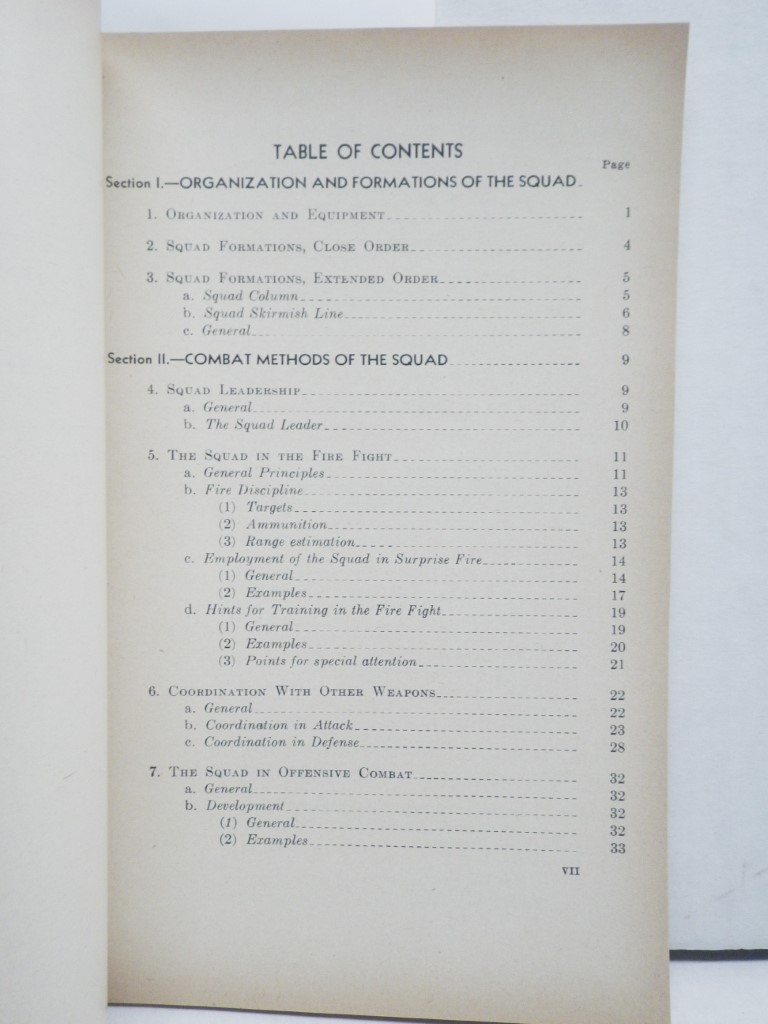 TABLE OF CONTENTS
Page
Section I.—ORGANIZATION AND FORMATIONS OF THE SQUAD
1. ORGANIZATION AND EQUIPMENT 1
2. SQUAD FORMATIONS, CLOSE ORDER 4
3. SQUAD FORMATIONS, EXTENDED ORDER 5
a. Squad Column 5
b. Squad Skirmish Line 6
c. General 8
Section II.—COMBAT METHODS OF THE SQUAD 9
4. SQUAD LEADERSHIP 9
a. General 9
b. The Squad Leader 10
5. THE SQUAD IN THE FIRE FIGHT 11
a. General Principles 11
b. Fire Discipline 13
(1) Targets 13
(2) Ammunition 13
(3) Range estimation 13
c. Employment of the Squad in Surprise Fire 14
(1) General 14
(2) Examples 17
d. Hints for Training in the Fire Fight 19
(1) General 19
(2) Examples 20
(3) Points for special attention 21
6. COORDINATION WITH OTHER WEAPONS 22
a. General 22
b. Coordination in Attack 23
c. Coordination in Defense 28
7. THE SQUAD IN OFFENSIVE COMBAT 32
a. General 32
b. Development 32
(1) General 32
(2) Examples 33
VII